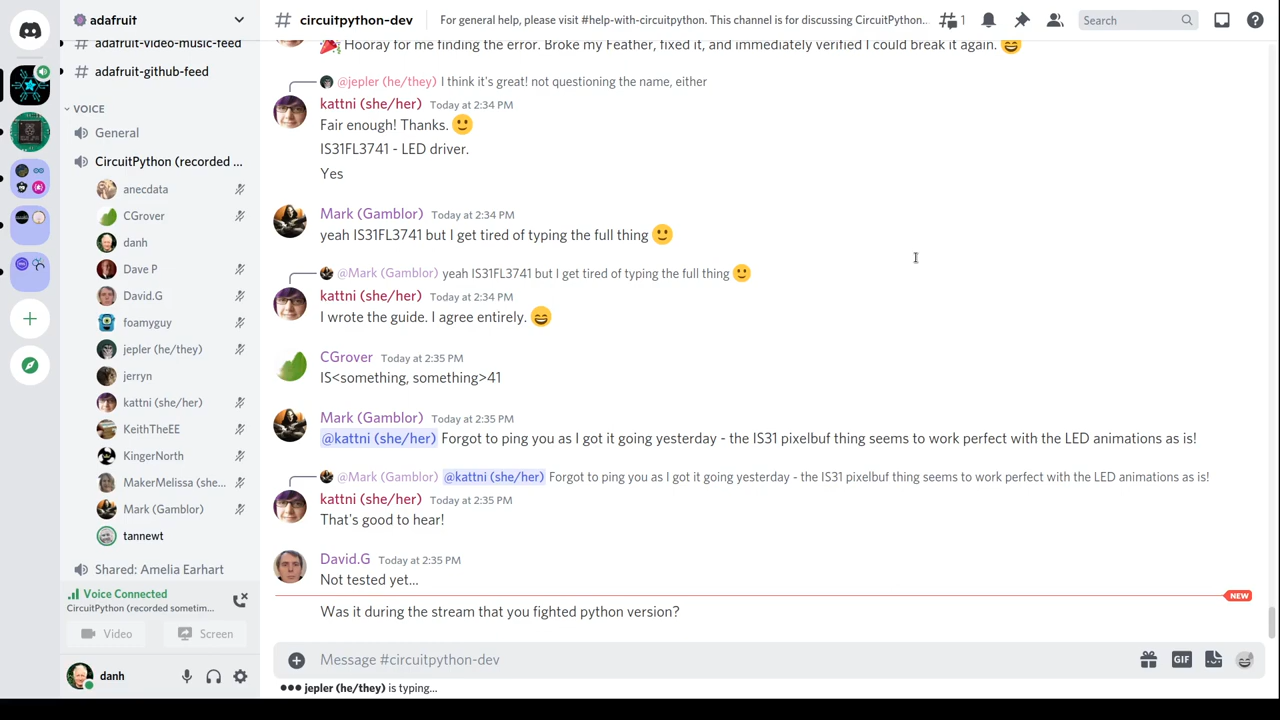 adafruit
adafruit-video-music-feed
adafruit-github-feed
VOICE
General
CircuitPython (recorded ...
anecdata
CGrover
danh
Dave P
David.G
foamyguy
jepler (he/they)
jerryn
kattni (she/her)
KeithTheEE
KingerNorth
MakerMelissa (she...
Mark (Gamblor)
tannewt
Shared: Amelia Earhart
Voice Connected
CircuitPython (recorded sometim...
Video
Screen
danh
# circuitpython-dev
For general help, please visit #help-with-circuitpython. This channel is for discussing CircuitPython...
1
Search
Hooray for me finding the error. Broke my Feather, fixed it, and immediately verified I could break it again. 😄
@jepler (he/they) I think it's great! not questioning the name, either
kattni (she/her) Today at 2:34 PM
Fair enough! Thanks. 🙂
IS31FL3741 - LED driver.
Yes
Mark (Gamblor) Today at 2:34 PM
yeah IS31FL3741 but I get tired of typing the full thing 🙂
@Mark (Gamblor) yeah IS31FL3741 but I get tired of typing the full thing 🙂
kattni (she/her) Today at 2:34 PM
I wrote the guide. I agree entirely. 😄
CGrover Today at 2:35 PM
IS<something, something>41
Mark (Gamblor) Today at 2:35 PM
@kattni (she/her) Forgot to ping you as I got it going yesterday - the IS31 pixelbuf thing seems to work perfect with the LED animations as is!
@Mark (Gamblor) @kattni (she/her) Forgot to ping you as I got it going yesterday - the IS31 pixelbuf thing seems to work perfect with the LED animations as is!
kattni (she/her) Today at 2:35 PM
That's good to hear!
David.G Today at 2:35 PM
Not tested yet...
NEW
Was it during the stream that you fighted python version?
Message #circuitpython-dev
GIF
jepler (he/they) is typing...